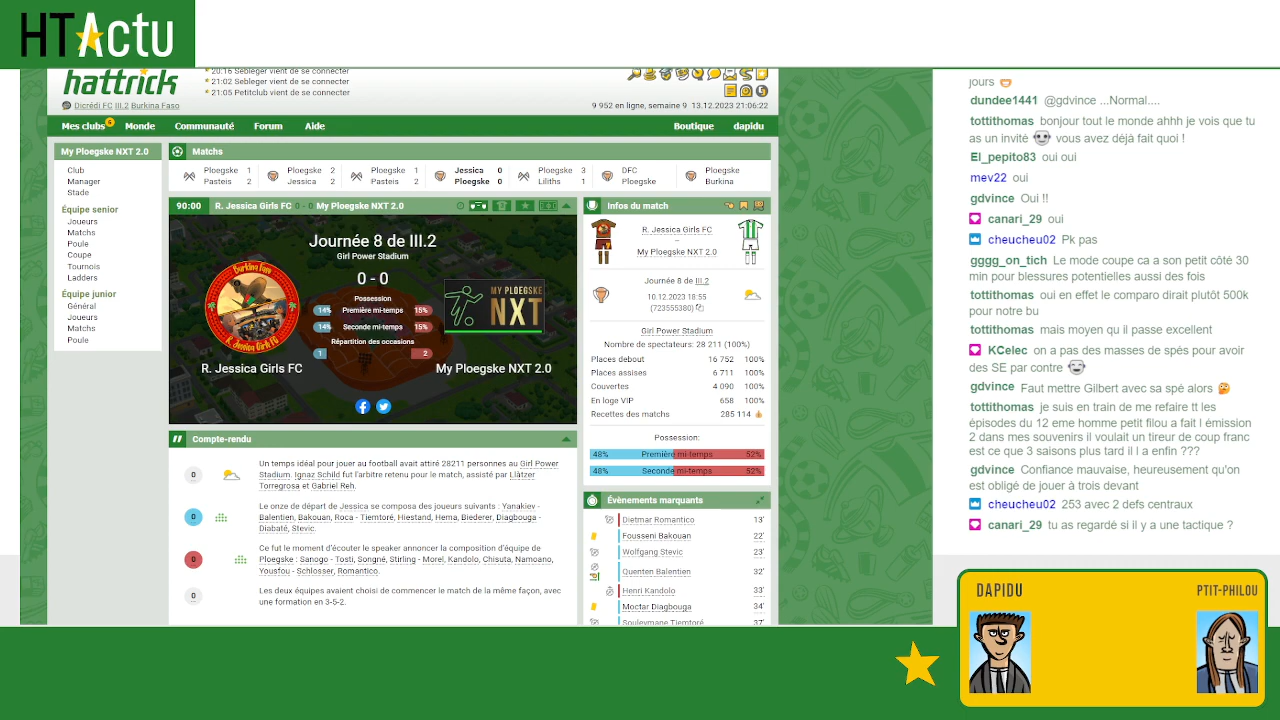 HTActu
hattrick
20:16 Sebleger vient de se connecter
21:02 Sebleger vient de se connecter
21:05 Petitclub vient de se connecter
Dicrédi FC III.2 Burkina Faso
9 952 en ligne, semaine 9 13.12.2023 21:06:22
Mes clubs 6 Monde Communauté Forum Aide Boutique dapidu
My Ploegske NXT 2.0
Club
Manager
Stade
Équipe senior
Joueurs
Matchs
Poule
Coupe
Tournois
Ladders
Équipe junior
Général
Joueurs
Matchs
Poule
Matchs
Ploegske 1 Ploegske 2 Ploegske 1 Jessica 0 Ploegske 3 DFC Ploegske
Pasteis 2 Jessica 2 Pasteis 2 Ploegske 0 Liliths 1 Ploegske Burkina
90:00 R. Jessica Girls FC 0 - 0 My Ploegske NXT 2.0
Journée 8 de III.2
Girl Power Stadium
0 - 0
Possession
14% Première mi-temps 15%
14% Seconde mi-temps 15%
Répartition des occasions
1 2
Burkina Faso
R. Jessica Girls FC
MY PLOEGSKE
NXT
R. Jessica Girls FC
My Ploegske NXT 2.0
Compte-rendu
0 Un temps idéal pour jouer au football avait attiré 28211 personnes au Girl Power
Stadium. Ignaz Schild fut l'arbitre retenu pour le match, assisté par Llàtzer
Torregrosa et Gabriel Reh.
0 Le onze de départ de Jessica se composa des joueurs suivants : Yanakiev -
Balentien, Bakouan, Roca - Tiemtoré, Hiestand, Hema, Biederer, Diagbouga -
Diabaté, Stevic.
0 Ce fut le moment d'écouter le speaker annoncer la composition d'équipe de
Ploegske : Sanogo - Tosti, Songné, Stirling - Morel, Kandolo, Chisuta, Namoano,
Yousfou - Schlosser, Romantico.
0 Les deux équipes avaient choisi de commencer le match de la même façon, avec
une formation en 3-5-2.
Infos du match
R. Jessica Girls FC
–
My Ploegske NXT 2.0
Journée 8 de III.2
10.12.2023 18:55
(723555380)
Girl Power Stadium
Nombre de spectateurs: 28 211 (100%)
Places debout 16 752 100%
Places assises 6 711 100%
Couvertes 4 090 100%
En loge VIP 658 100%
Recettes des matchs 285 114
Possession:
48% Première mi-temps 52%
48% Seconde mi-temps 52%
Évènements marquants
Dietmar Romantico 13'
Fousseni Bakouan 22'
Wolfgang Stevic 23'
Quenten Balentien 32'
Henri Kandolo 33'
Moctar Diagbouga 34'
Souleymane Tiemtoré 37'
jours
dundee1441 @gdvince ...Normal....
tottithomas bonjour tout le monde ahhh je vois que tu
as un invité vous avez déjà fait quoi !
El_pepito83 oui oui
mev22 oui
gdvince Oui !!
canari_29 oui
cheucheu02 Pk pas
gggg_on_tich Le mode coupe ca a son petit côté 30
min pour blessures potentielles aussi des fois
tottithomas oui en effet le comparo dirait plutôt 500k
pour notre bu
tottithomas mais moyen qu il passe excellent
KCelec on a pas des masses de spés pour avoir
des SE par contre
gdvince Faut mettre Gilbert avec sa spé alors
tottithomas je suis en train de me refaire tt les
épisodes du 12 eme homme petit filou a fait l émission
2 dans mes souvenirs il voulait un tireur de coup franc
est ce que 3 saisons plus tard il l a enfin ???
gdvince Confiance mauvaise, heureusement qu'on
est obligé de jouer à trois devant
cheucheu02 253 avec 2 defs centraux
canari_29 tu as regardé si il y a une tactique ?
DAPIDU
PTIT-PHILOU